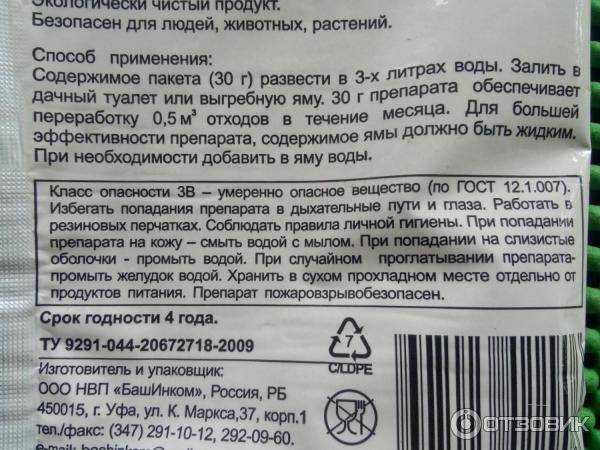 Экологически чистый продукт.
Безопасен для людей, животных, растений.
Способ применения:
Содержимое пакета (30 г) развести в 3-х литрах воды. Залить в
дачный туалет или выгребную яму. 30 г препарата обеспечивает
переработку 0,5м³ отходов в течение месяца. Для большей
эффективности препарата, содержимое ямы должно быть жидким.
При необходимости добавить в яму воды.
Класс опасности 3В – умеренно опасное вещество (по ГОСТ 12.1.007).
Избегать попадания препарата в дыхательные пути и глаза. Работать в
резиновых перчатках. Соблюдать правила личной гигиены. При попадании
препарата на кожу – смыть водой с мылом. При попадании на слизистые
оболочки - промыть водой. При случайном проглатывании препарата-
промыть желудок водой. Хранить в сухом прохладном месте отдельно от
продуктов питания. Препарат пожаровзрывобезопасен.
Срок годности 4 года.
ТУ 9291-044-20672718-2009
7
C/LDPE
Изготовитель и упаковщик:
ООО НВП «БашИнком», Россия, РБ
450015, г. Уфа, ул. К. Маркса,37, корп.1
тел./факс: (347) 291-10-12, 292-09-60.
ОТЗОВИК